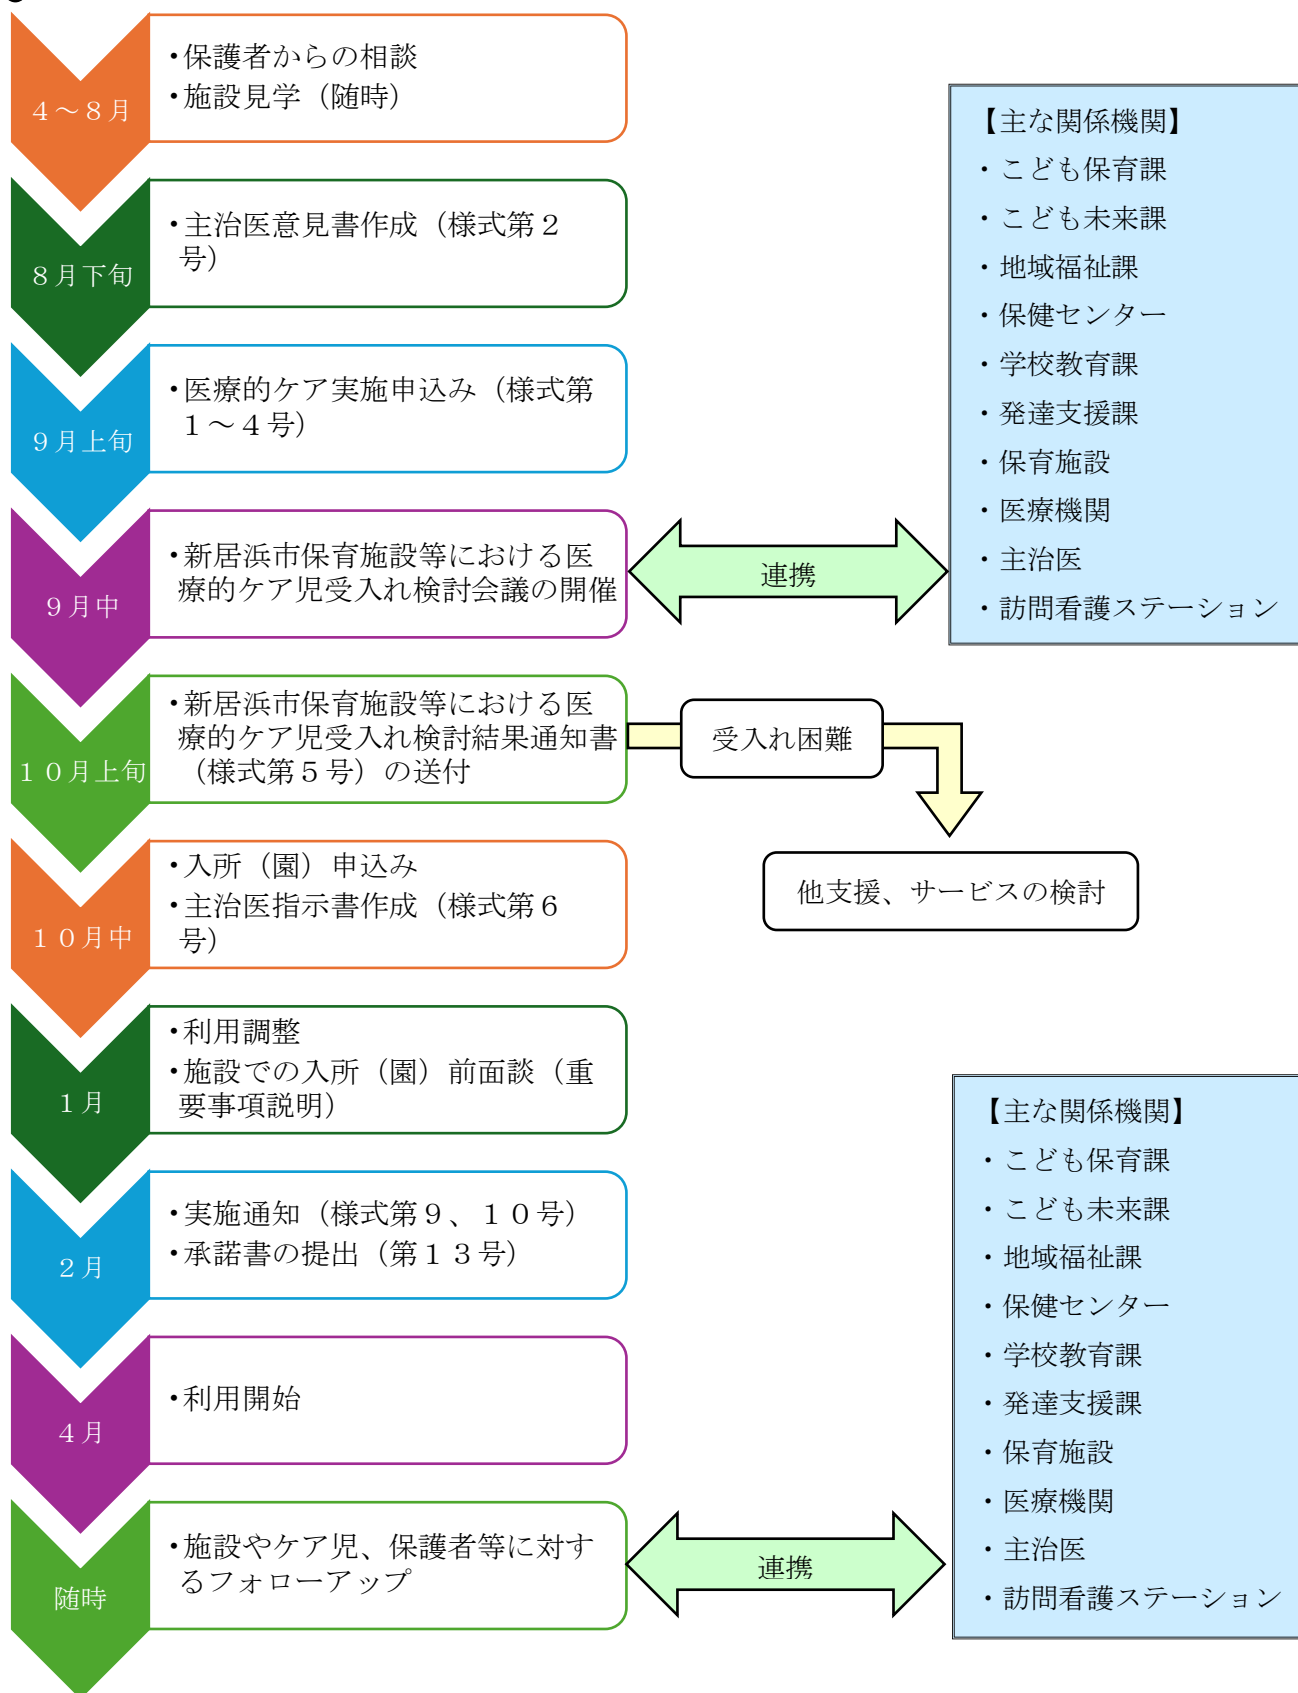 4～8月
・保護者からの相談
・施設見学（随時）
8月下旬
・主治医意見書作成（様式第２
号）
9月上旬
・医療的ケア実施申込み（様式第
１～４号）
9月中
・新居浜市保育施設等における医
療的ケア児受入れ検討会議の開催
連携
【主な関係機関】
・こども保育課
・こども未来課
・地域福祉課
・保健センター
・学校教育課
・発達支援課
・保育施設
・医療機関
・主治医
・訪問看護ステーション
１０月上旬
・新居浜市保育施設等における医
療的ケア児受入れ検討結果通知書
（様式第５号）の送付
受入れ困難
他支援、サービスの検討
１０月中
・入所（園）申込み
・主治医指示書作成（様式第６
号）
１月
・利用調整
・施設での入所（園）前面談（重
要事項説明）
２月
・実施通知（様式第９、１０号）
・承諾書の提出（第１３号）
４月
・利用開始
随時
・施設やケア児、保護者等に対す
るフォローアップ
連携
【主な関係機関】
・こども保育課
・こども未来課
・地域福祉課
・保健センター
・学校教育課
・発達支援課
・保育施設
・医療機関
・主治医
・訪問看護ステーション